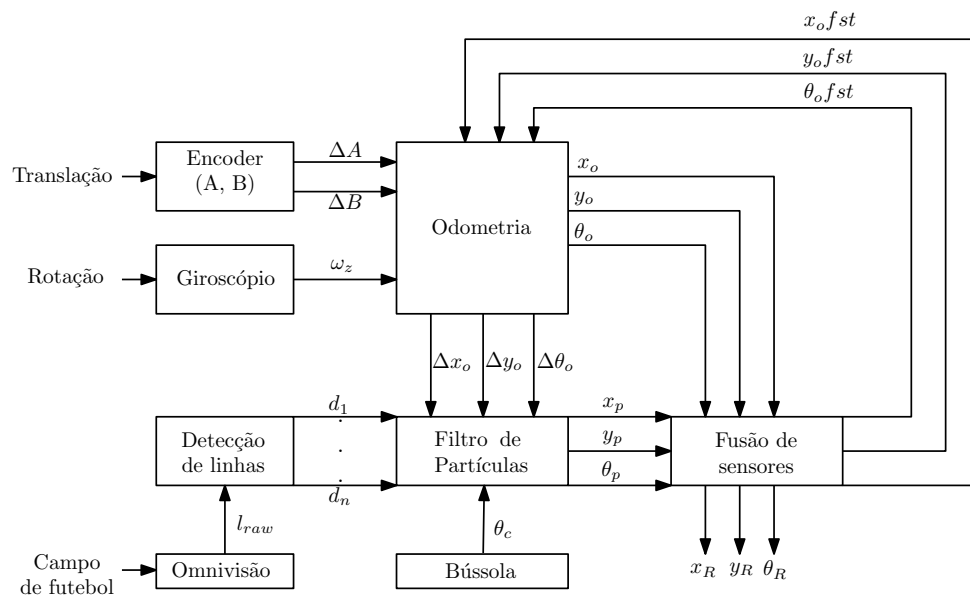 x_o fst
y_o fst
θ_o fst
Translação
Encoder
(A, B)
ΔA
ΔB
Odometria
x_o
y_o
θ_o
Rotação
Giroscópio
ω_z
Δx_o
Δy_o
Δθ_o
Detecção
de linhas
d_1
.
.
.
d_n
Filtro de
Partículas
x_p
y_p
θ_p
Fusão de
sensores
l_raw
θ_c
Campo
de futebol
Omnivisão
Bússola
x_R
y_R
θ_R